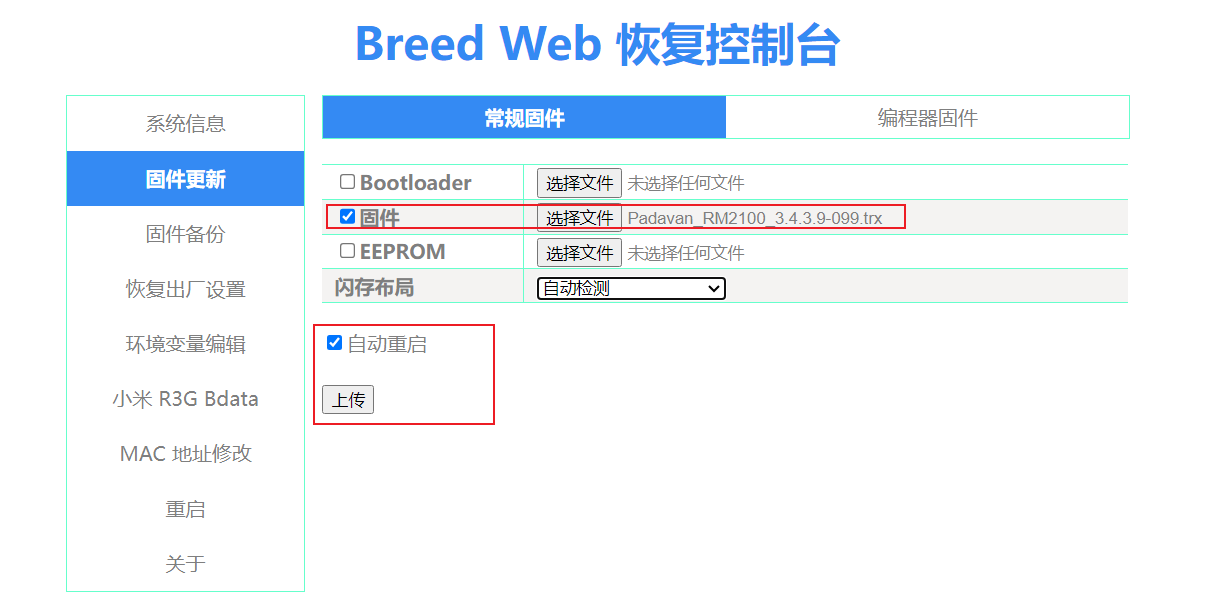 Breed Web 恢复控制台
系统信息
固件更新
固件备份
恢复出厂设置
环境变量编辑
小米 R3G Bdata
MAC 地址修改
重启
关于
常规固件 编程器固件
Bootloader 选择文件 未选择任何文件
固件 选择文件 Padavan_RM2100_3.4.3.9-099.trx
EEPROM 选择文件 未选择任何文件
闪存布局 自动检测
自动重启
上传